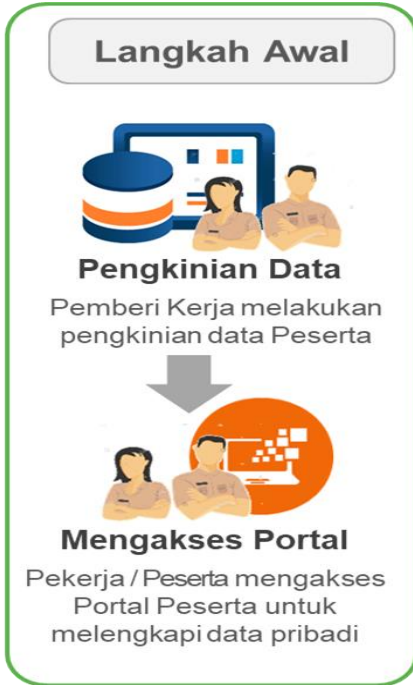 Langkah Awal
Pengkinian Data
Pemberi Kerja melakukan
pengkinian data Peserta
Mengakses Portal
Pekerja / Peserta mengakses
Portal Peserta untuk
melengkapi data pribadi